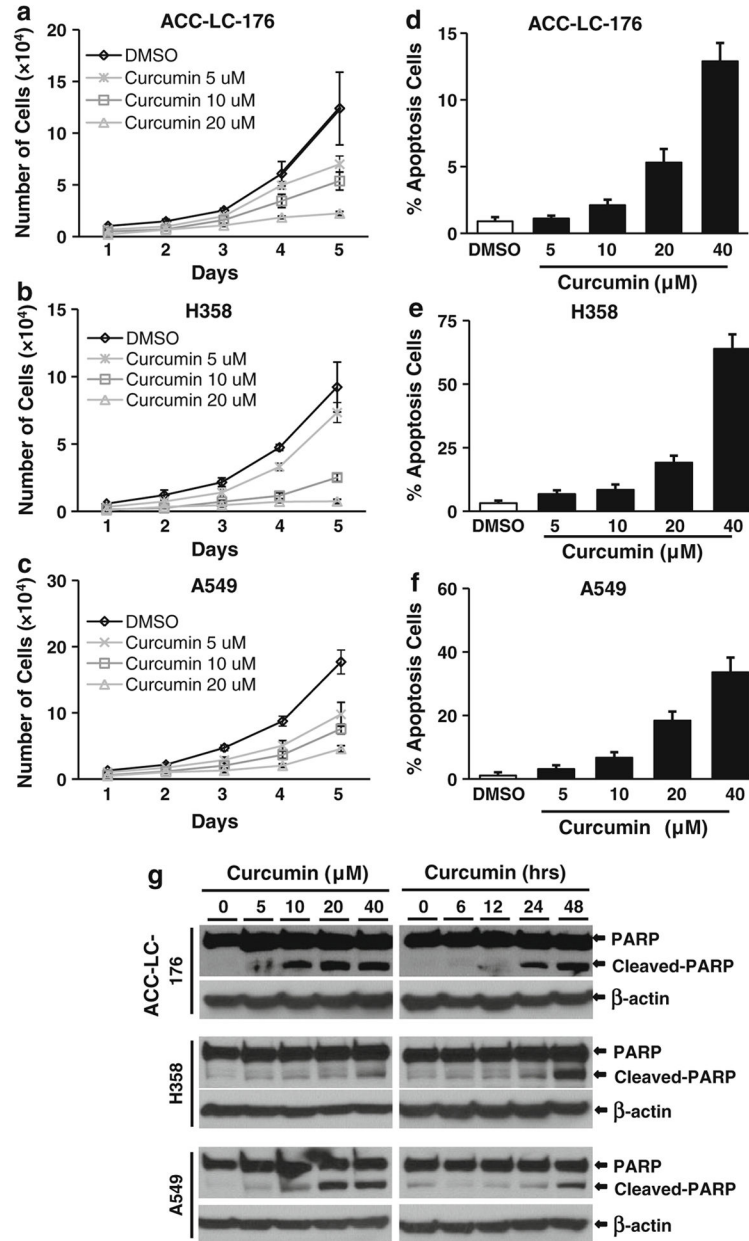 a
ACC-LC-176
Number of Cells (×10⁴)
15
10
5
0
DMSO
Curcumin 5 uM
Curcumin 10 uM
Curcumin 20 uM
1 2 3 4 5
Days
d
ACC-LC-176
% Apoptosis Cells
15
10
5
0
DMSO 5 10 20 40
Curcumin (μM)
b
H358
Number of Cells (×10⁴)
15
10
5
0
DMSO
Curcumin 5 uM
Curcumin 10 uM
Curcumin 20 uM
1 2 3 4 5
Days
e
H358
% Apoptosis Cells
75
50
25
0
DMSO 5 10 20 40
Curcumin (μM)
c
A549
Number of Cells (×10⁴)
30
20
10
0
DMSO
Curcumin 5 uM
Curcumin 10 uM
Curcumin 20 uM
1 2 3 4 5
Days
f
A549
% Apoptosis Cells
60
40
20
0
DMSO 5 10 20 40
Curcumin (μM)
g
Curcumin (μM) Curcumin (hrs)
0 5 10 20 40 0 6 12 24 48
ACC-LC-
176
PARP
Cleaved-PARP
β-actin
H358
PARP
Cleaved-PARP
β-actin
A549
PARP
Cleaved-PARP
β-actin